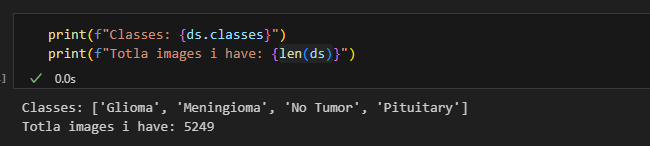 print(f"Classes: {ds.classes}")
print(f"Totla images i have: {len(ds)}")
0.0s
Classes: ['Glioma', 'Meningioma', 'No Tumor', 'Pituitary']
Totla images i have: 5249